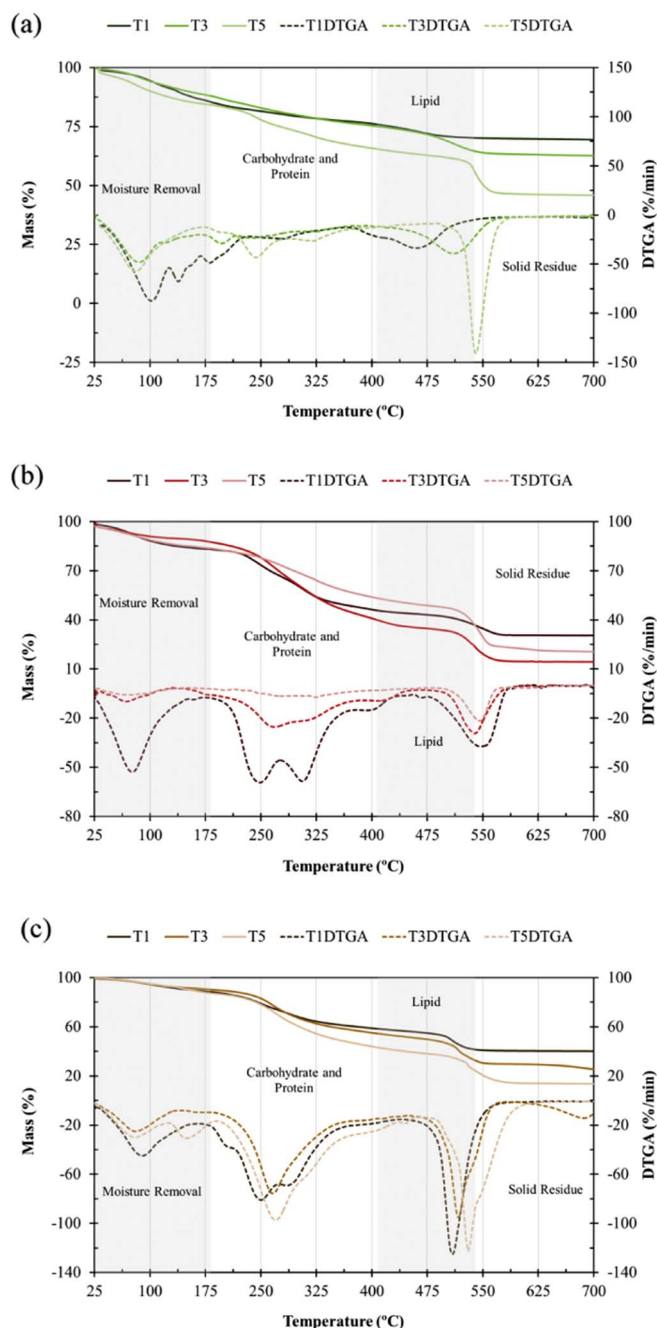 (a)
T1 T3 T5 T1DTGA T3DTGA T5DTGA
100 150
Lipid
100
75
Carbohydrate and
Protein
50
50
Moisture Removal
0
25
Solid Residue
-50
0
-100
-25 -150
Mass (%)
DTGA (%/min)
25 100 175 250 325 400 475 550 625 700
Temperature (ºC)
(b)
T1 T3 T5 T1DTGA T3DTGA T5DTGA
100 100
80
70
Solid Residue
60
Moisture Removal
Carbohydrate and
Protein
40
40
20
10
0
-20
-20
Lipid
-40
-50
-60
-80 -80
Mass (%)
DTGA (%/min)
25 100 175 250 325 400 475 550 625 700
Temperature (ºC)
(c)
T1 T3 T5 T1DTGA T3DTGA T5DTGA
100 100
Lipid
60 60
Carbohydrate and
Protein
20 20
-20 -20
-60 -60
Moisture Removal
Solid Residue
-100 -100
-140 -140
Mass (%)
DTGA (%/min)
25 100 175 250 325 400 475 550 625 700
Temperature (ºC)